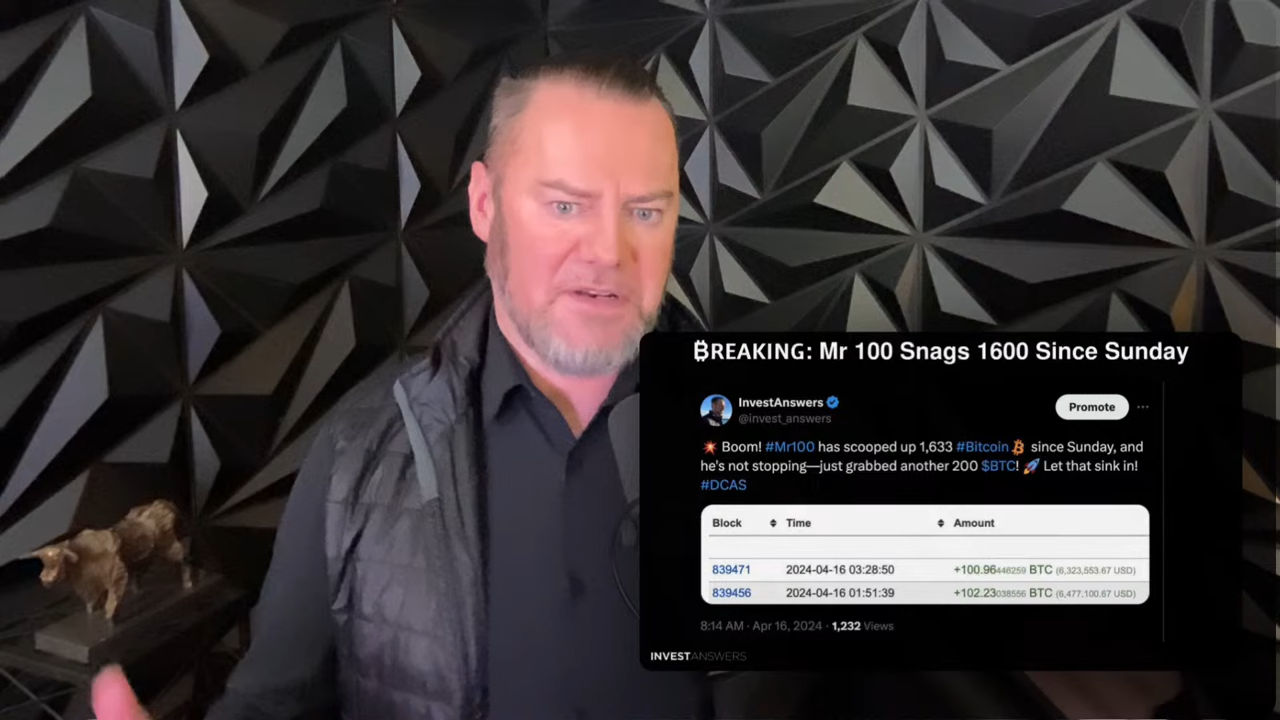 ₿REAKING: Mr 100 Snags 1600 Since Sunday
InvestAnswers
@invest_answers
Promote ···
💥 Boom! #Mr100 has scooped up 1,633 #Bitcoin ₿ since Sunday, and
he's not stopping—just grabbed another 200 $BTC! 🚀 Let that sink in!
#DCAS
Block Time Amount
839471 2024-04-16 03:28:50 +100.96446259 BTC (6,323,553.67 USD)
839456 2024-04-16 01:51:39 +102.23038556 BTC (6,477,100.67 USD)
8:14 AM · Apr 16, 2024 · 1,232 Views
INVESTANSWERS